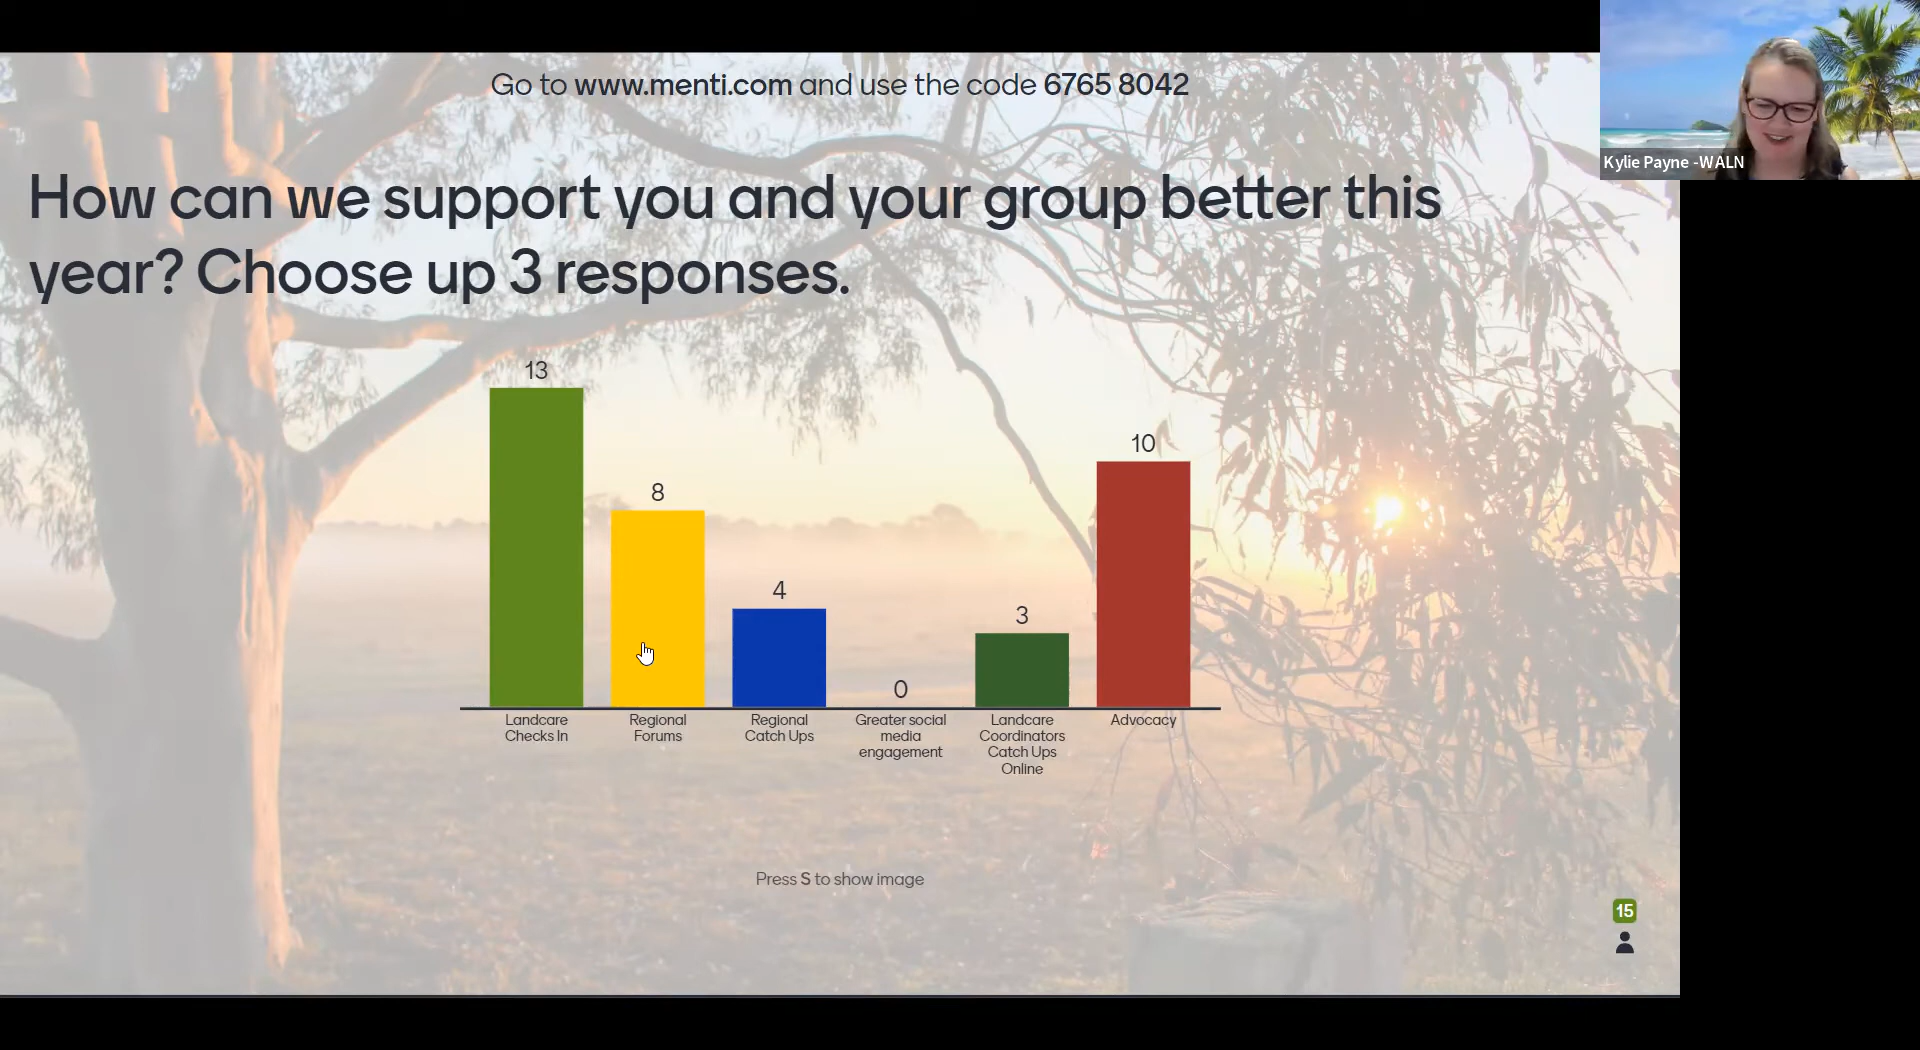 Go to www.menti.com and use the code 6765 8042
Kylie Payne -WALN
How can we support you and your group better this
year? Choose up 3 responses.
13
8
4
0
3
10
Landcare
Checks In
Regional
Forums
Regional
Catch Ups
Greater social
media
engagement
Landcare
Coordinators
Catch Ups
Online
Advocacy
Press S to show image
15